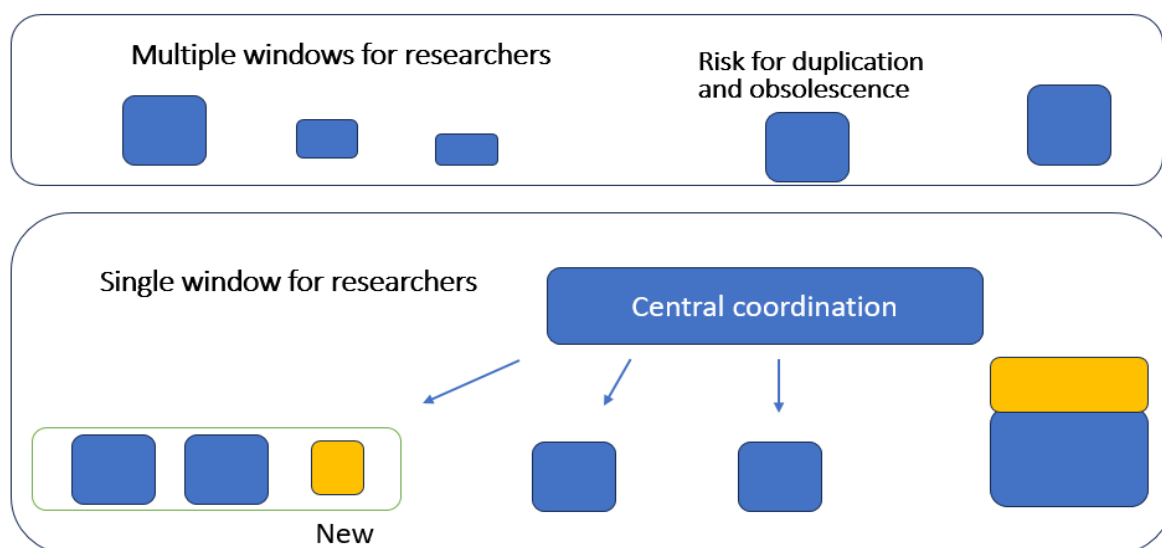 Multiple windows for researchers
Risk for duplication
and obsolescence
Single window for researchers
Central coordination
New